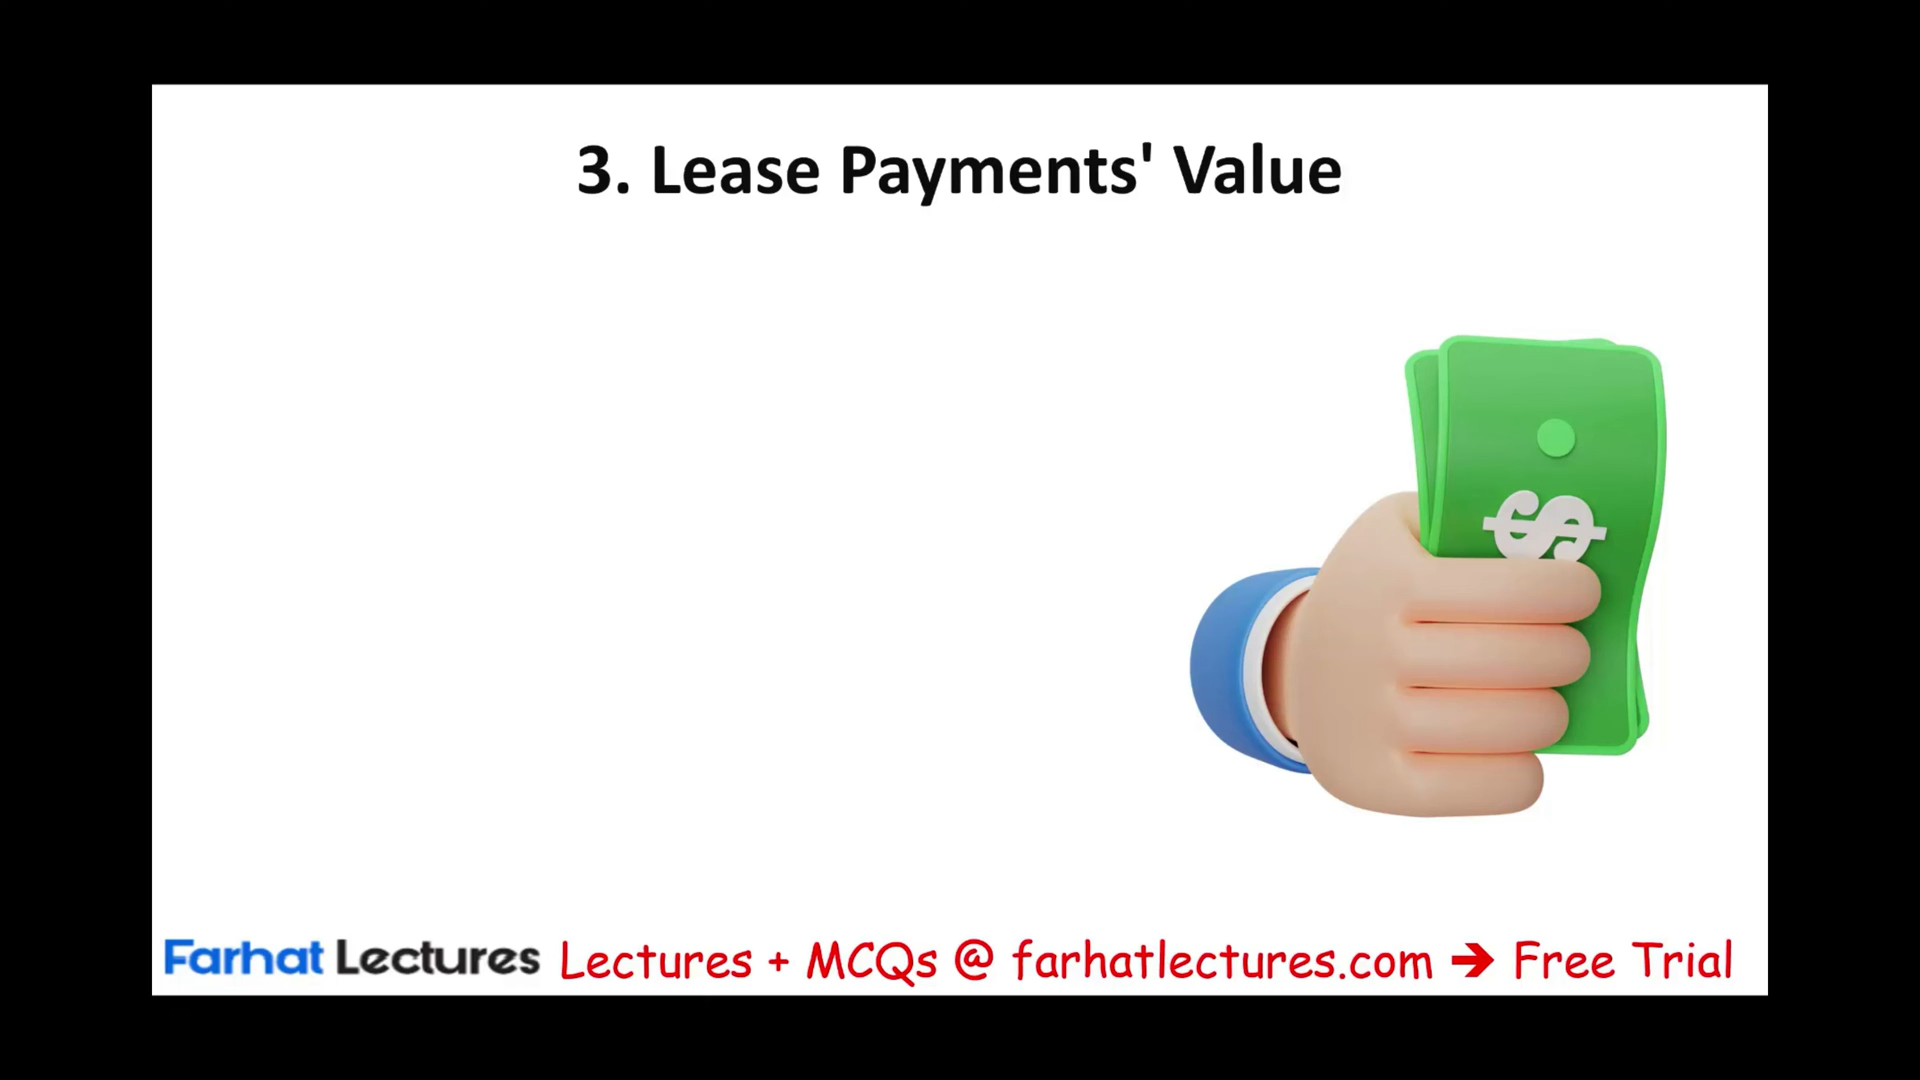 3. Lease Payments' Value
$
Farhat Lectures Lectures + MCQs @ farhatlectures.com → Free Trial